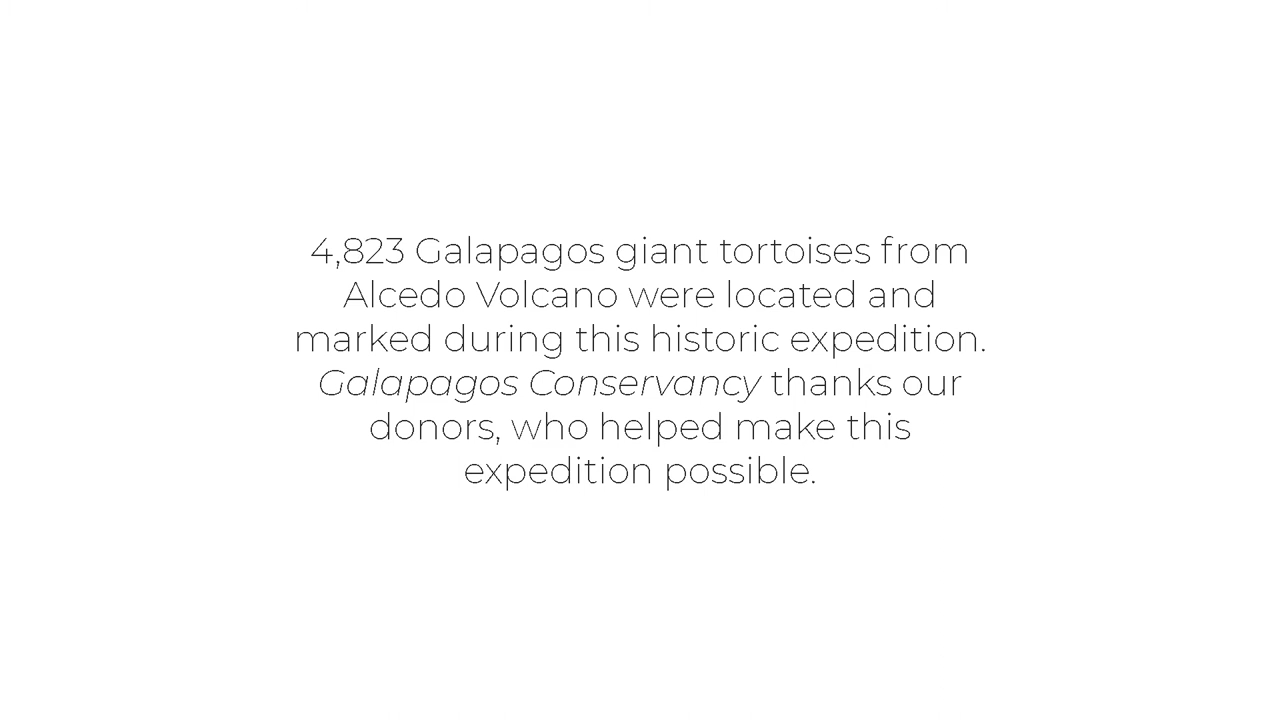 4,823 Galapagos giant tortoises from
Alcedo Volcano were located and
marked during this historic expedition.
Galapagos Conservancy thanks our
donors, who helped make this
expedition possible.